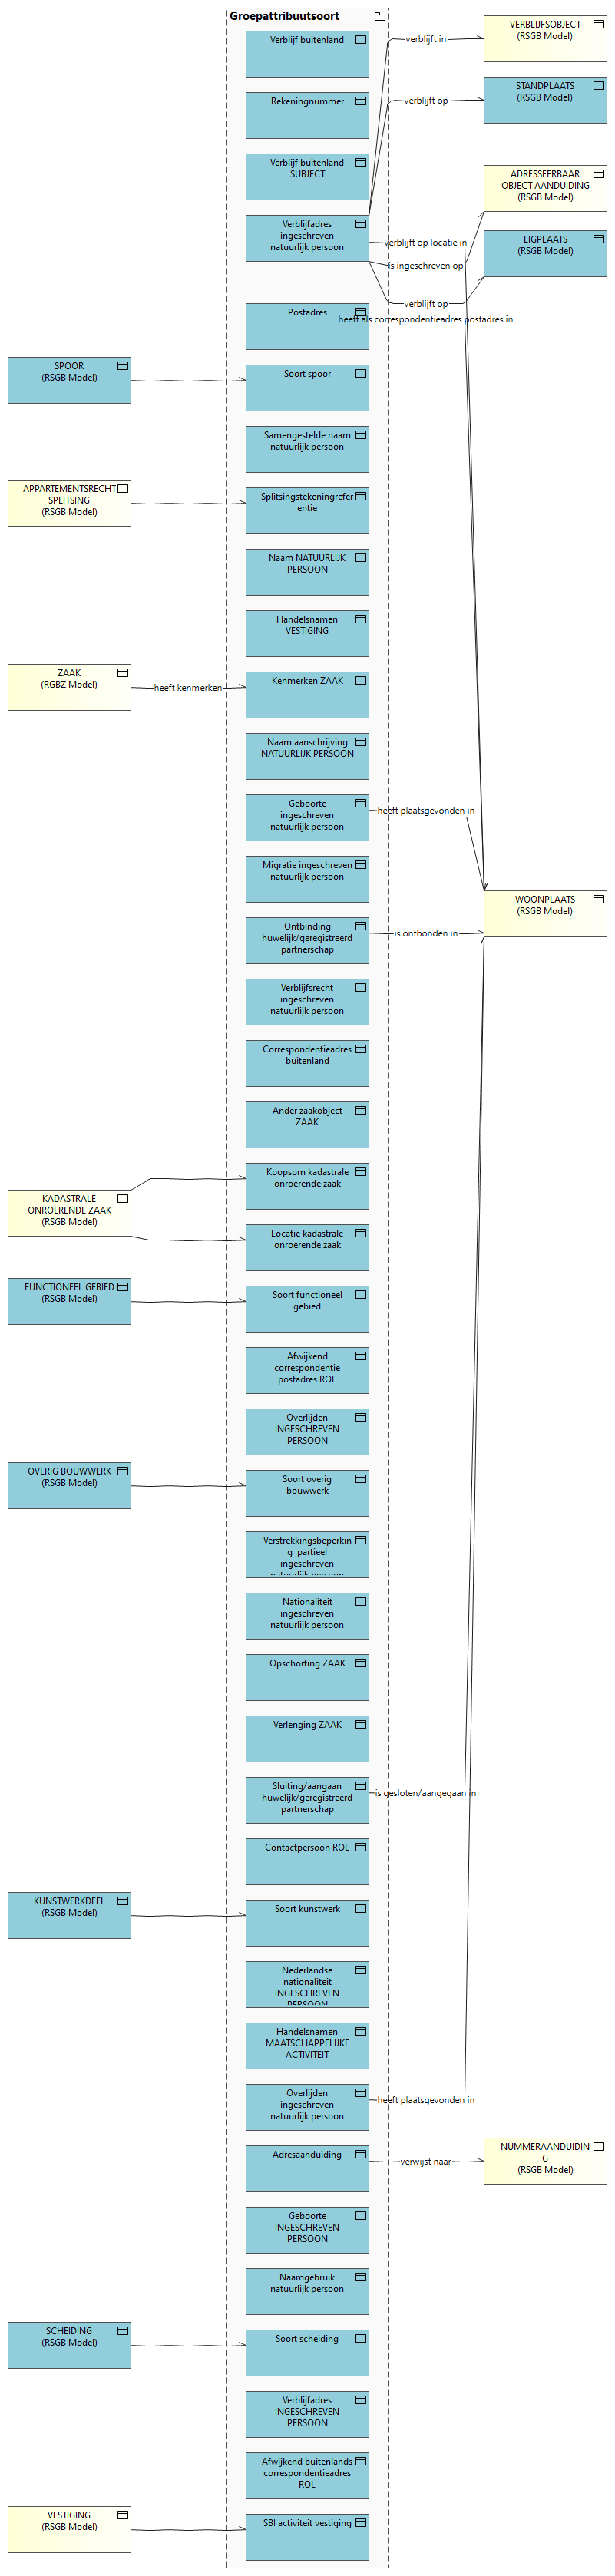 Groepattribuutsoort
Verblijf buitenland
verblijft in
VERBLIJFSOBJECT
(RSGB Model)
Rekeningnummer
verblijft op
STANDPLAATS
(RSGB Model)
Verblijf buitenland
SUBJECT
ADRESSEERBAAR
OBJECT AANDUIDING
(RSGB Model)
Verblijfadres
ingeschreven
natuurlijk persoon
verblijft op locatie in
is ingeschreven op
LIGPLAATS
(RSGB Model)
verblijft op
Postadres
heeft als correspondentieadres postadres in
SPOOR
(RSGB Model)
Soort spoor
Samengestelde naam
natuurlijk persoon
APPARTEMENTSRECHT
SPLITSING
(RSGB Model)
Splitsingstekeningrefer
entie
Naam NATUURLIJK
PERSOON
Handelsnamen
VESTIGING
ZAAK
(RGBZ Model)
heeft kenmerken
Kenmerken ZAAK
Naam aanschrijving
NATUURLIJK PERSOON
Geboorte
ingeschreven
natuurlijk persoon
heeft plaatsgevonden in
Migratie ingeschreven
natuurlijk persoon
WOONPLAATS
(RSGB Model)
Ontbinding
huwelijk/geregistreerd
partnerschap
is ontbonden in
Verblijfsrecht
ingeschreven
natuurlijk persoon
Correspondentieadres
buitenland
Ander zaakobject
ZAAK
Koopsom kadastrale
onroerende zaak
KADASTRALE
ONROERENDE ZAAK
(RSGB Model)
Locatie kadastrale
onroerende zaak
FUNCTIONEEL GEBIED
(RSGB Model)
Soort functioneel
gebied
Afwijkend
correspondentie
postadres ROL
Overlijden
INGESCHREVEN
PERSOON
OVERIG BOUWWERK
(RSGB Model)
Soort overig
bouwwerk
Verstrekkingsbeperkin
g partieel
ingeschreven
natuurlijk persoon
Nationaliteit
ingeschreven
natuurlijk persoon
Opschorting ZAAK
Verlenging ZAAK
Sluiting/aangaan
huwelijk/geregistreerd
partnerschap
is gesloten/aangegaan in
Contactpersoon ROL
KUNSTWERKDEEL
(RSGB Model)
Soort kunstwerk
Nederlandse
nationaliteit
INGESCHREVEN
PERSOON
Handelsnamen
MAATSCHAPPELIJKE
ACTIVITEIT
Overlijden
ingeschreven
natuurlijk persoon
heeft plaatsgevonden in
Adresaanduiding
verwijst naar
NUMMERAANDUIDIN
G
(RSGB Model)
Geboorte
INGESCHREVEN
PERSOON
Naamgebruik
natuurlijk persoon
SCHEIDING
(RSGB Model)
Soort scheiding
Verblijfadres
INGESCHREVEN
PERSOON
Afwijkend buitenlands
correspondentieadres
ROL
VESTIGING
(RSGB Model)
SBI activiteit vestiging